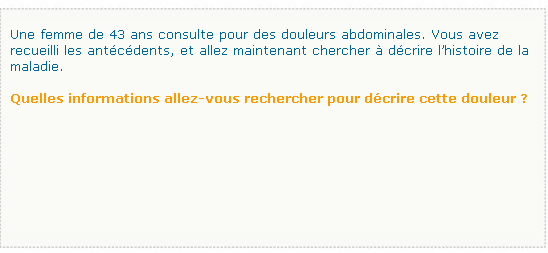 Une femme de 43 ans consulte pour des douleurs abdominales. Vous avez
recueilli les antécédents, et allez maintenant chercher à décrire l’histoire de la
maladie.
Quelles informations allez-vous rechercher pour décrire cette douleur ?